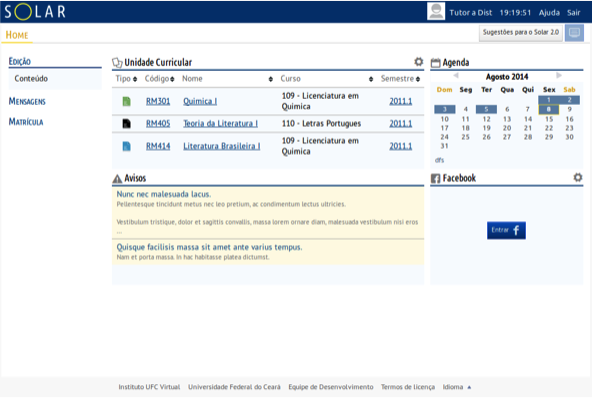 SOLAR
Tutor a Dist 19:19:51 Ajuda Sair
HOME
Sugestões para o Solar 2.0
EDIÇÃO
Conteúdo
MENSAGENS
MATRÍCULA
Unidade Curricular
Tipo Código Nome Curso Semestre
RM301 Quimica I 109 - Licenciatura em Quimica 2011.1
RM405 Teoria da Literatura I 110 - Letras Portugues 2011.1
RM414 Literatura Brasileira I 109 - Licenciatura em Quimica 2011.1
Avisos
Nunc nec malesuada lacus.
Pellentesque tincidunt metus nec leo pretium, ac condimentum lectus ultricies.
Vestibulum tristique, dolor et sagittis convallis, massa lorem ornare diam, malesuada vestibulum nisi eros
...
Quisque facilisis massa sit amet ante varius tempus.
Nam et porta massa. In hac habitasse platea dictumst.
Agenda
Agosto 2014
Dom Seg Ter Qua Qui Sex Sab
1 2
3 4 5 6 7 8 9
10 11 12 13 14 15 16
17 18 19 20 21 22 23
24 25 26 27 28 29 30
31
dfs
Facebook
Entrar f
Instituto UFC Virtual Universidade Federal do Ceará Equipe de Desenvolvimento Termos de licença Idioma